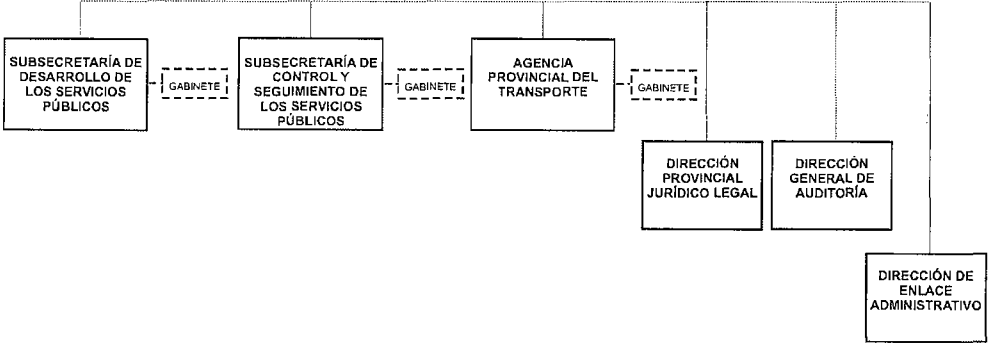 SUBSECRETARÍA DE
DESARROLLO DE
LOS SERVICIOS
PÚBLICOS
GABINETE
SUBSECRETARÍA DE
CONTROL Y
SEGUIMIENTO DE
LOS SERVICIOS
PÚBLICOS
GABINETE
AGENCIA
PROVINCIAL DEL
TRANSPORTE
GABINETE
DIRECCIÓN
PROVINCIAL
JURÍDICO LEGAL
DIRECCIÓN
GENERAL DE
AUDITORÍA
DIRECCIÓN DE
ENLACE
ADMINISTRATIVO